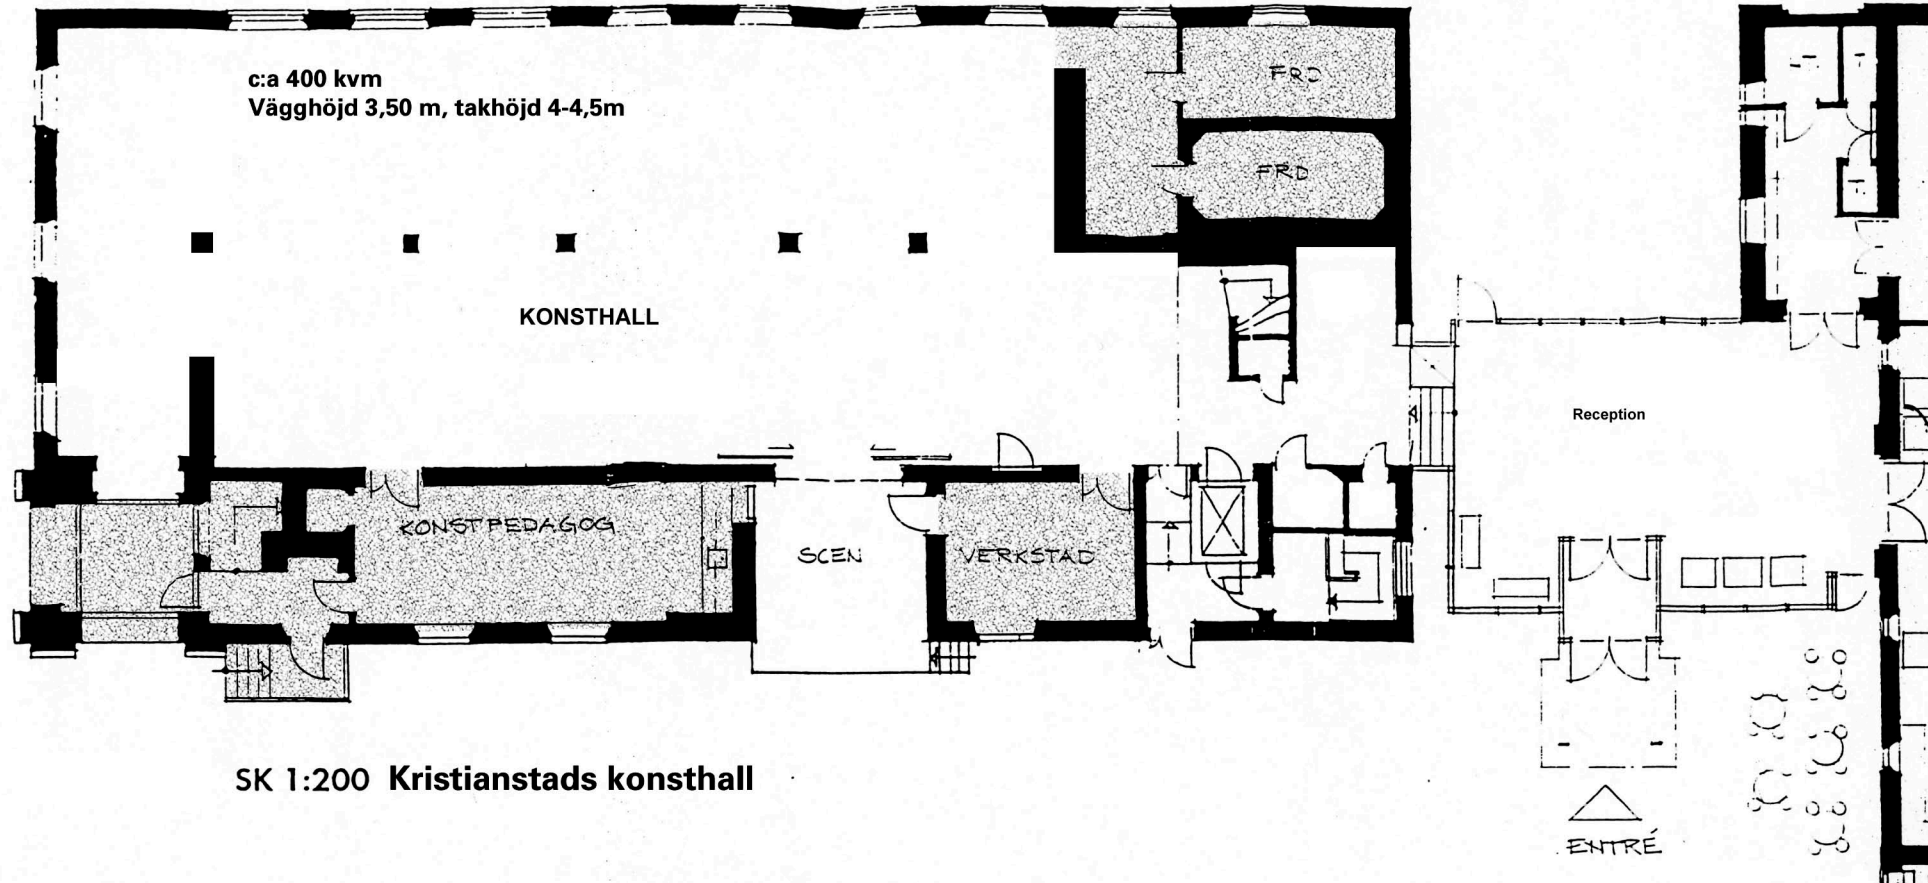 c:a 400 kvm
Vägghöjd 3,50 m, takhöjd 4-4,5m
FRD
FRD
KONSTHALL
Reception
KONSTPEDAGOG
SCEN
VERKSTAD
SK 1:200 Kristianstads konsthall
ENTRÉ